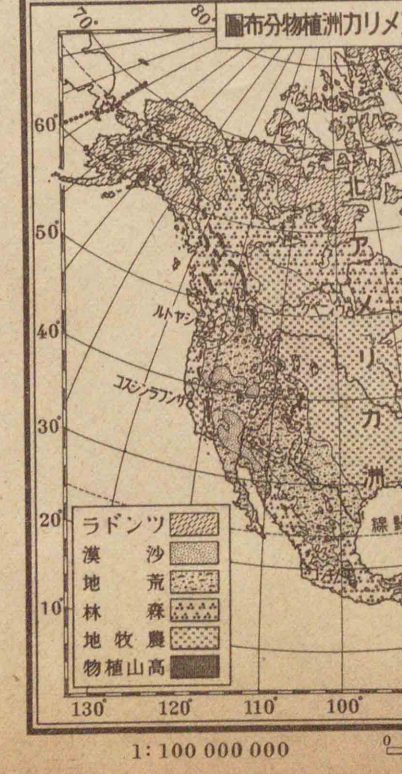 メリカ洲植物分布圖
70°
80°
60°
50°
40°
30°
20°
10°
北アメリカ洲
シヤトル
サンフランシスコ
線
ツンドラ
沙漠
荒地
森林
農牧地
高山植物
130°
120°
110°
100°
1:100 000 000
0